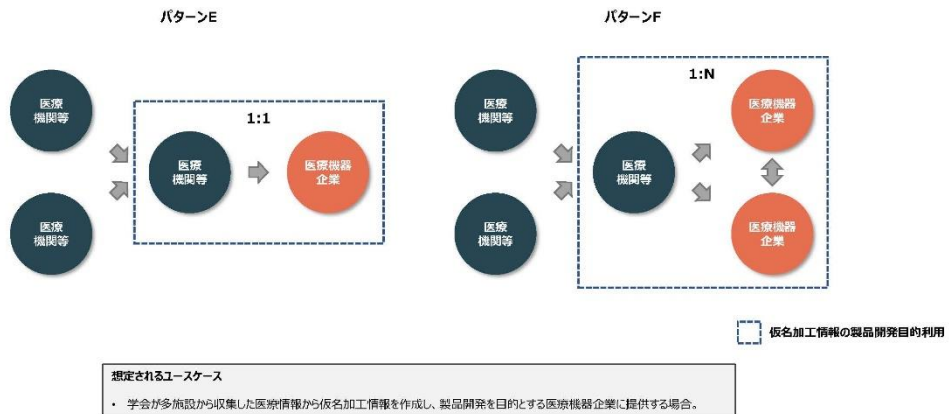 パターンE
医療
機関等
医療
機関等
1:1
医療
機関等
医療機器
企業
パターンF
医療
機関等
医療
機関等
1:N
医療
機関等
医療機器
企業
医療機器
企業
仮名加工情報の製品開発目的利用
想定されるユースケース
• 学会が多施設から収集した医療情報から仮名加工情報を作成し、製品開発を目的とする医療機器企業に提供する場合。